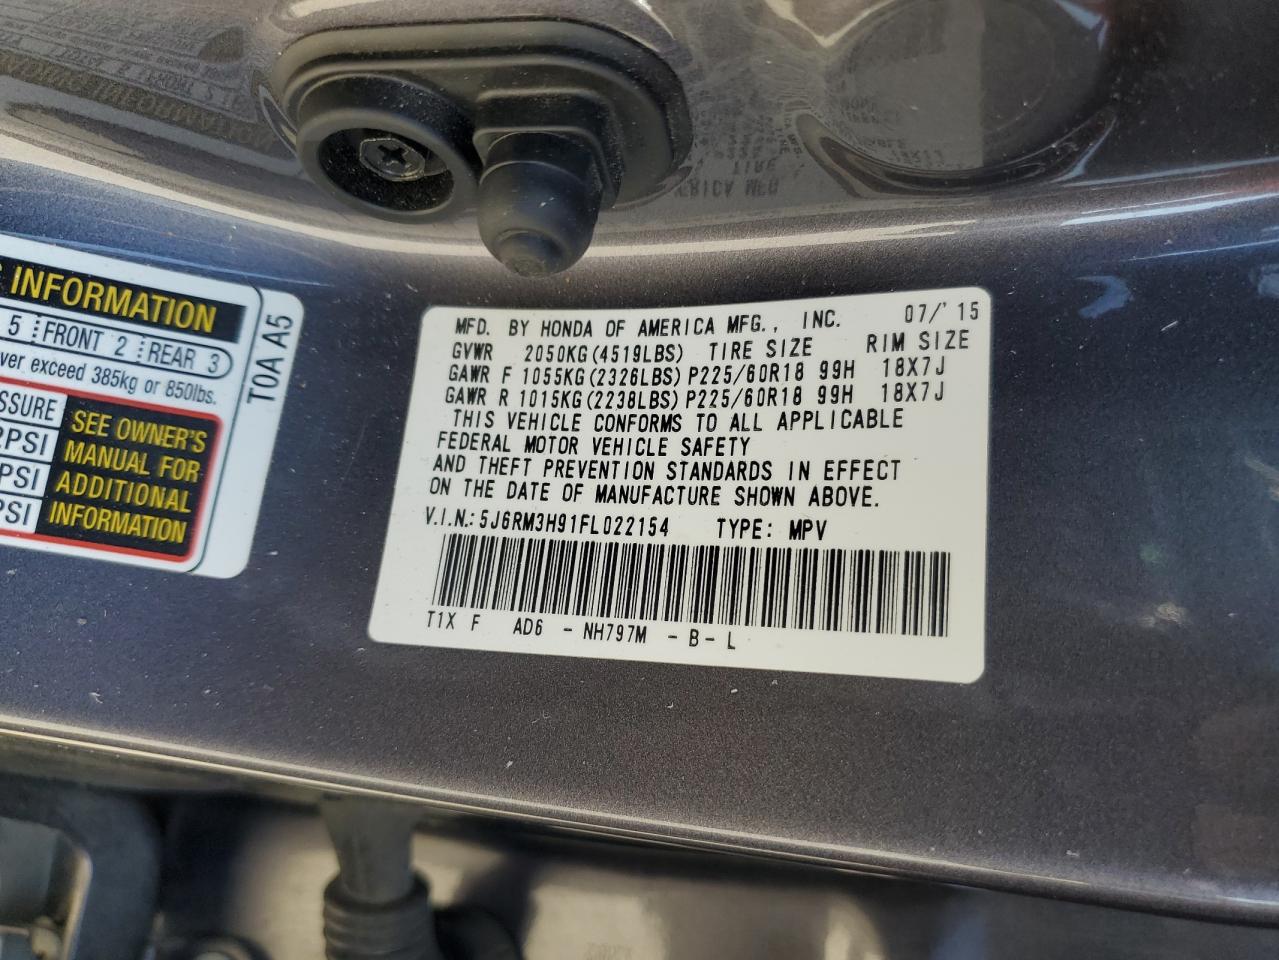 INFORMATION
5 FRONT 2 REAR 3
exceed 385kg or 850lbs.
PSI
PSI
SEE OWNER'S
MANUAL FOR
ADDITIONAL
INFORMATION
T0A A5
MFD. BY HONDA OF AMERICA MFG., INC. 07/'15
GVWR 2050KG(4519LBS) TIRE SIZE RIM SIZE
GAWR F 1055KG(2326LBS) P225/60R18 99H 18X7J
GAWR R 1015KG(2238LBS) P225/60R18 99H 18X7J
THIS VEHICLE CONFORMS TO ALL APPLICABLE
FEDERAL MOTOR VEHICLE SAFETY
AND THEFT PREVENTION STANDARDS IN EFFECT
ON THE DATE OF MANUFACTURE SHOWN ABOVE.
V.I.N.: 5J6RM3H91FL022154 TYPE: MPV
T1X F AD6 - NH797M - B - L